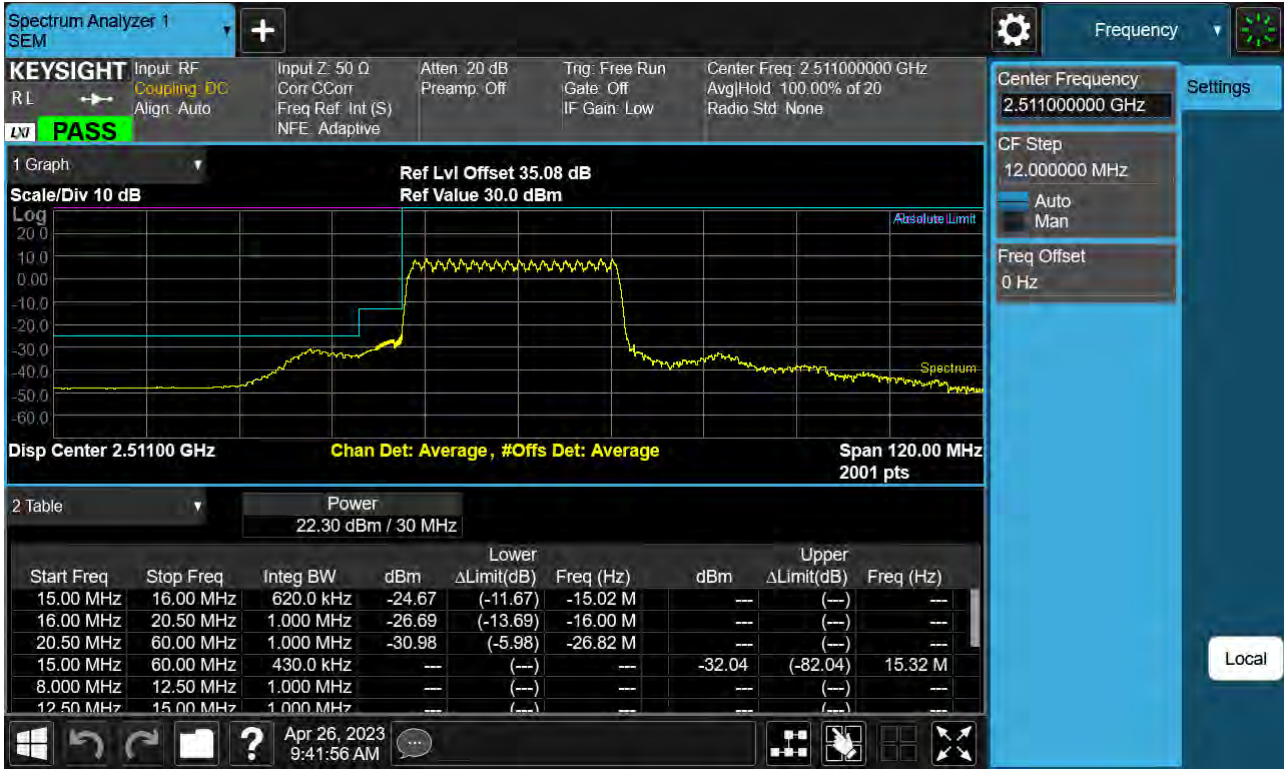 Spectrum Analyzer 1
SEM
+
Frequency
KEYSIGHT
R L
LXI
PASS
Input: RF
Coupling: DC
Align: Auto
Input Z: 50 Ω
Corr CCorr
Freq Ref: Int (S)
NFE: Adaptive
Atten: 20 dB
Preamp: Off
Trig: Free Run
Gate: Off
IF Gain: Low
Center Freq: 2.511000000 GHz
Avg|Hold: 100.00% of 20
Radio Std: None
Center Frequency
2.511000000 GHz
Settings
CF Step
12.000000 MHz
Auto
Man
Freq Offset
0 Hz
Local
1 Graph
Scale/Div 10 dB
Ref Lvl Offset 35.08 dB
Ref Value 30.0 dBm
Log
20.0
10.0
0.00
-10.0
-20.0
-30.0
-40.0
-50.0
-60.0
Absolute Limit
Spectrum
Disp Center 2.51100 GHz
Chan Det: Average , #Offs Det: Average
Span 120.00 MHz
2001 pts
2 Table
Power
22.30 dBm / 30 MHz
Lower Upper
Start Freq Stop Freq Integ BW dBm ΔLimit(dB) Freq (Hz) dBm ΔLimit(dB) Freq (Hz)
15.00 MHz 16.00 MHz 620.0 kHz -24.67 (-11.67) -15.02 M --- (---) ---
16.00 MHz 20.50 MHz 1.000 MHz -26.69 (-13.69) -16.00 M --- (---) ---
20.50 MHz 60.00 MHz 1.000 MHz -30.98 (-5.98) -26.82 M --- (---) ---
15.00 MHz 60.00 MHz 430.0 kHz --- (---) --- -32.04 (-82.04) 15.32 M
8.000 MHz 12.50 MHz 1.000 MHz --- (---) --- --- (---) ---
12.50 MHz 15.00 MHz 1.000 MHz --- (---) --- --- (---) ---
?
Apr 26, 2023
9:41:56 AM